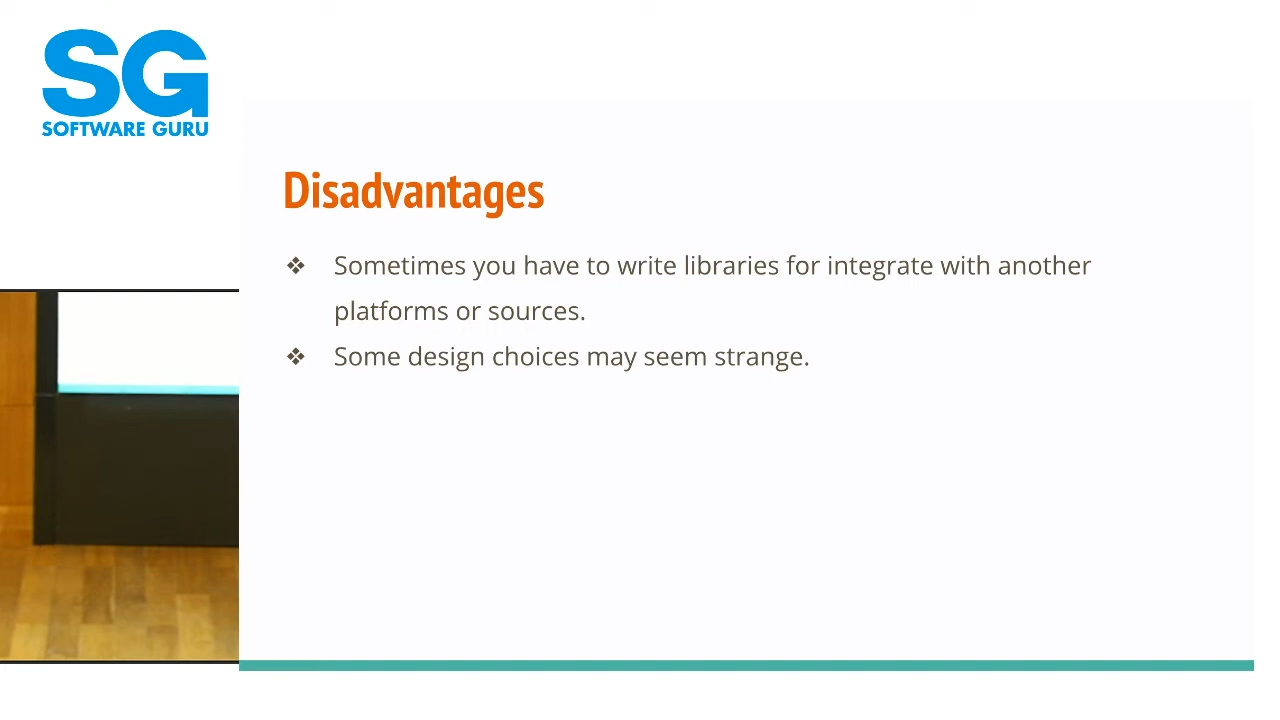 SG
SOFTWARE GURU
Disadvantages
❖ Sometimes you have to write libraries for integrate with another
platforms or sources.
❖ Some design choices may seem strange.